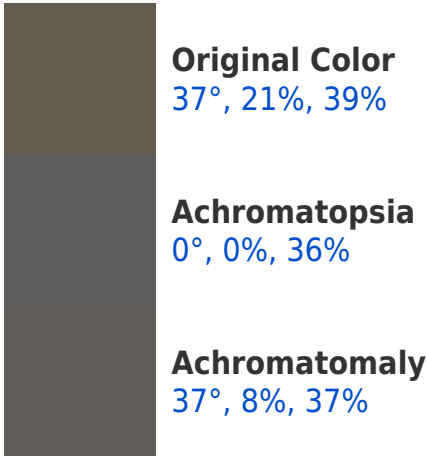 Original Color
37°, 21%, 39%
Achromatopsia
0°, 0%, 36%
Achromatomaly
37°, 8%, 37%